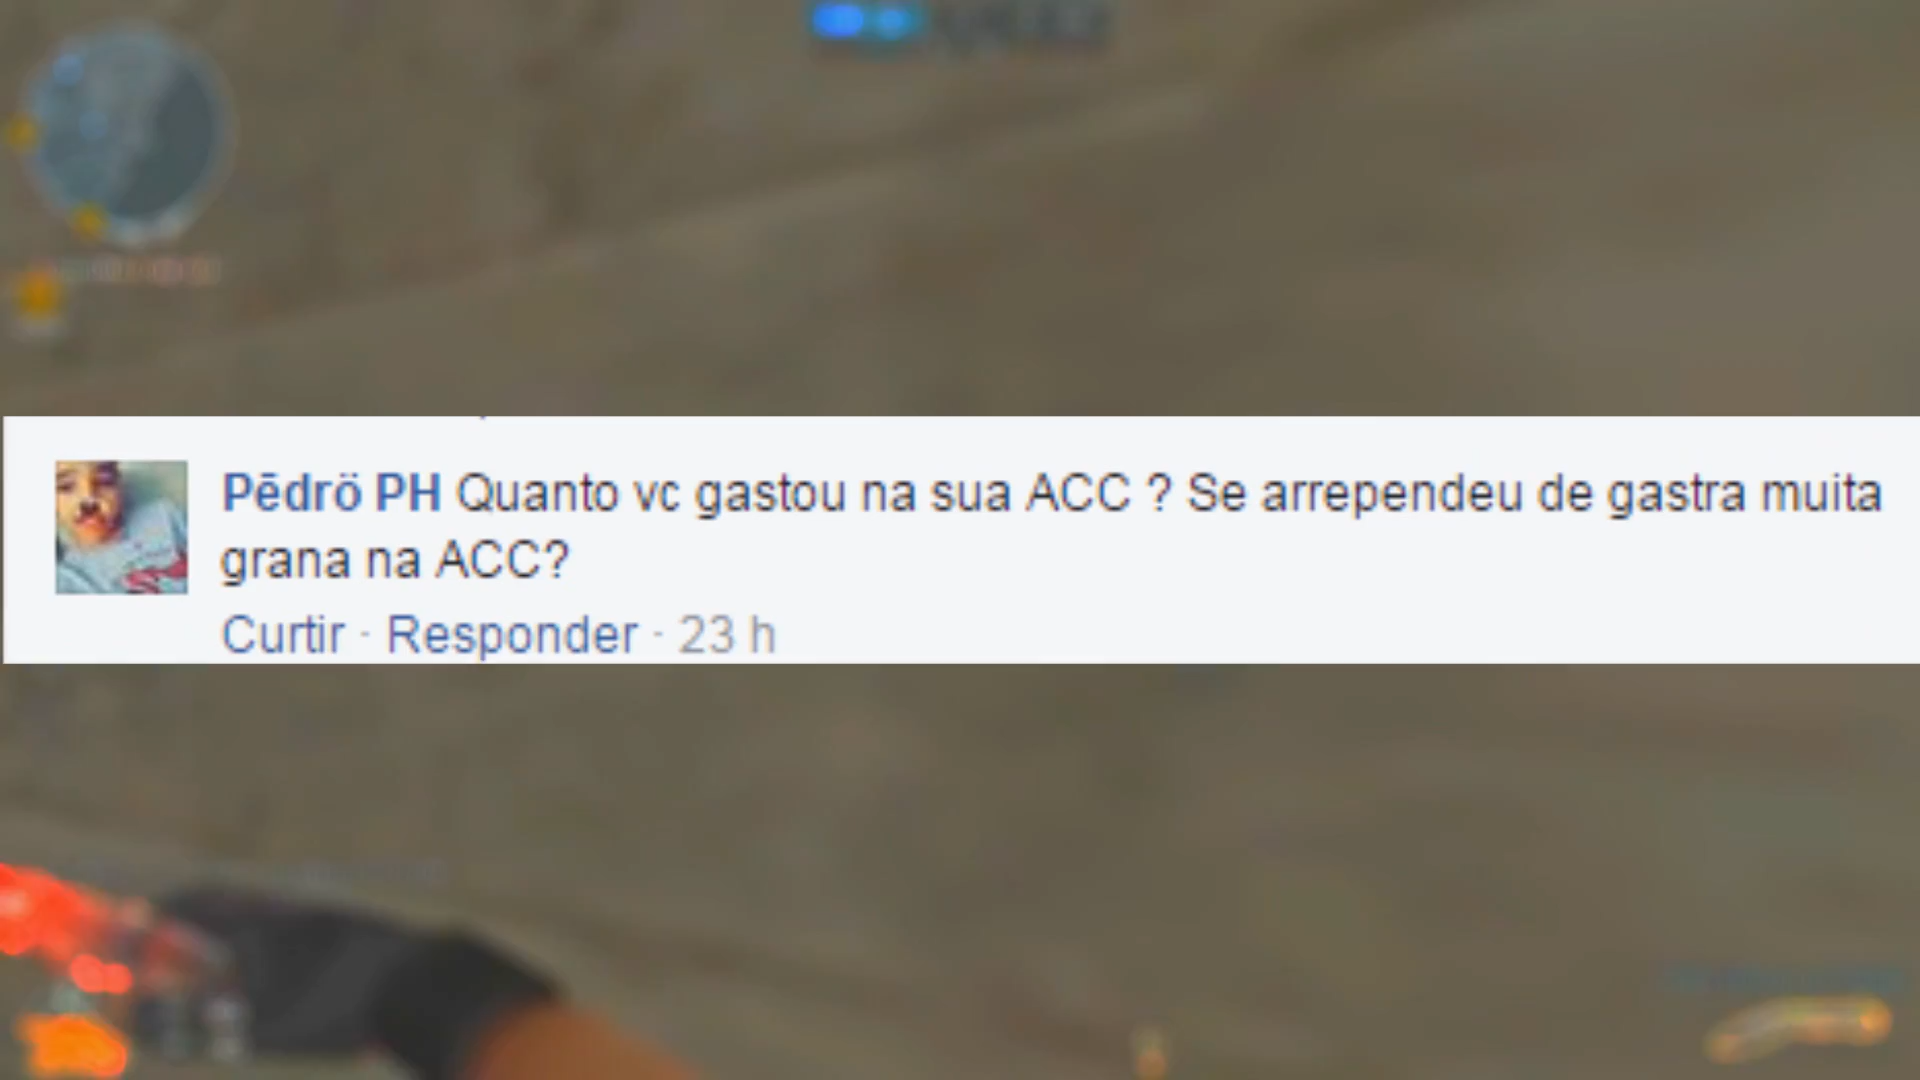 Pēdrö PH Quanto vc gastou na sua ACC ? Se arrependeu de gastra muita
grana na ACC?
Curtir · Responder · 23 h